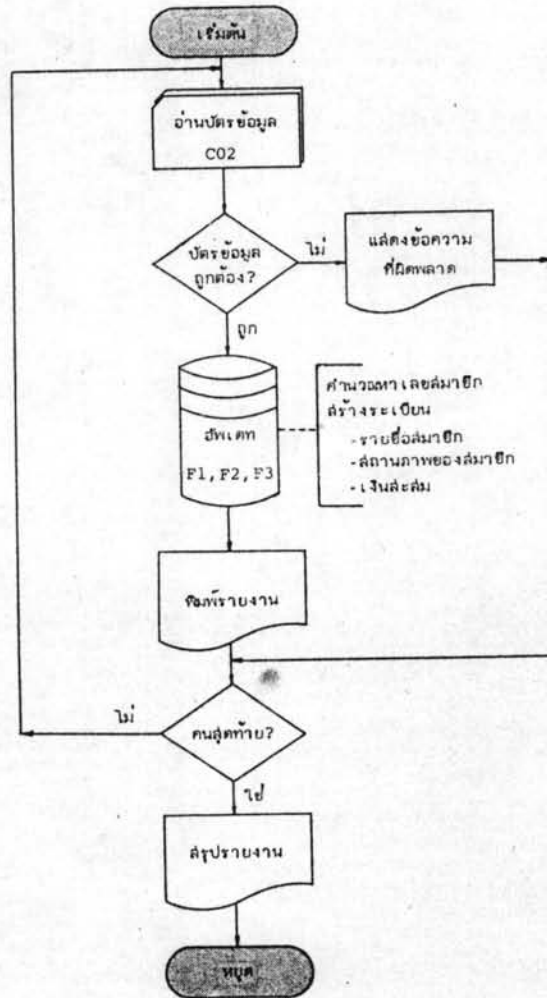 เริ่มต้น
อ่านบัตรข้อมูล
C02
บัตรข้อมูล
ถูกต้อง?
ไม่
แสดงข้อความ
ที่ผิดพลาด
ถูก
อัพเดท
F1, F2, F3
คำนวณหาเลขสมาชิก
สร้างระเบียน
-รายชื่อสมาชิก
-สถานภาพของสมาชิก
-เงินสะสม
พิมพ์รายงาน
ไม่
คนสุดท้าย?
ใช่
สรุปรายงาน
หยุด